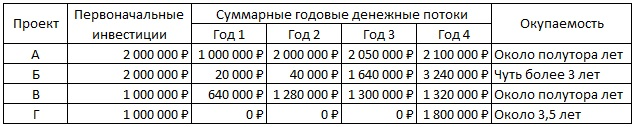 Проект Первоначальные инвестиции Суммарные годовые денежные потоки Окупаемость
Год 1 Год 2 Год 3 Год 4
А 2 000 000 ₽ 1 000 000 ₽ 2 000 000 ₽ 2 050 000 ₽ 2 100 000 ₽ Около полутора лет
Б 2 000 000 ₽ 20 000 ₽ 40 000 ₽ 1 640 000 ₽ 3 240 000 ₽ Чуть более 3 лет
В 1 000 000 ₽ 640 000 ₽ 1 280 000 ₽ 1 300 000 ₽ 1 320 000 ₽ Около полутора лет
Г 1 000 000 ₽ 0 ₽ 0 ₽ 0 ₽ 1 800 000 ₽ Около 3,5 лет